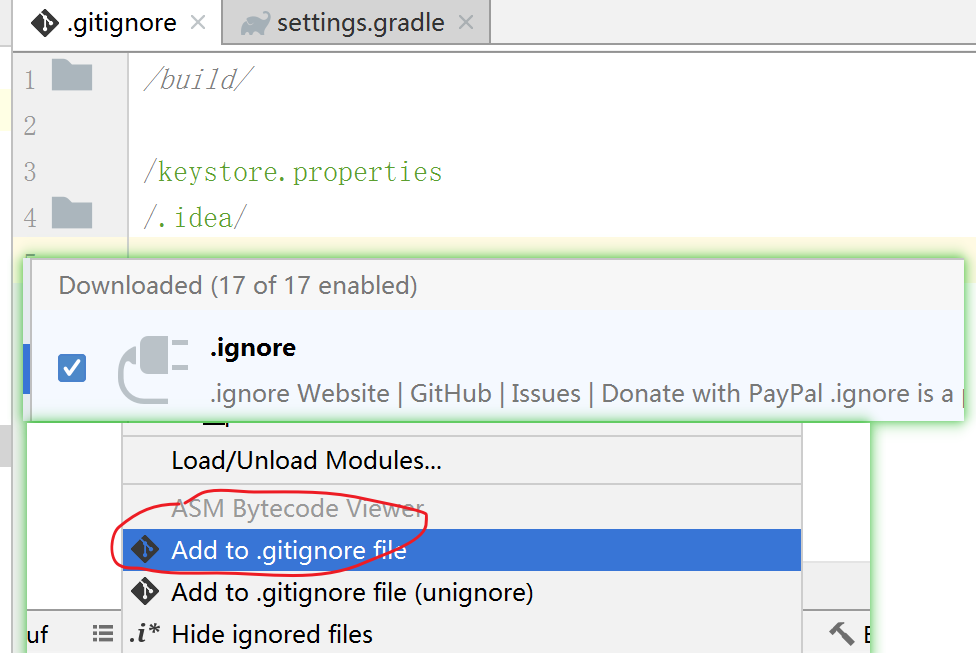 .gitignore settings.gradle
1 /build/
2
3 /keystore.properties
4 /.idea/
Downloaded (17 of 17 enabled)
.ignore
.ignore Website | GitHub | Issues | Donate with PayPal .ignore is a
Load/Unload Modules...
ASM Bytecode Viewer
Add to .gitignore file
Add to .gitignore file (unignore)
uf .i* Hide ignored files